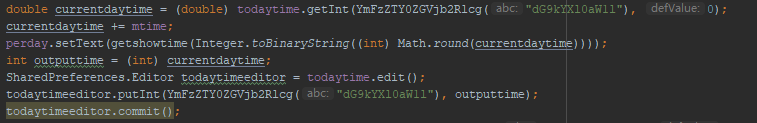 double currentdaytime = (double) todaytime.getInt(YmFzZTY0ZGVjb2Rlcg( abc: "dG9kYXl0aW1l"), defValue: 0);
currentdaytime += mtime;
perday.setText(getshowtime(Integer.toBinaryString((int) Math.round(currentdaytime))));
int outputtime = (int) currentdaytime;
SharedPreferences.Editor todaytimeeditor = todaytime.edit();
todaytimeeditor.putInt(YmFzZTY0ZGVjb2Rlcg( abc: "dG9kYXl0aW1l"), outputtime);
todaytimeeditor.commit();